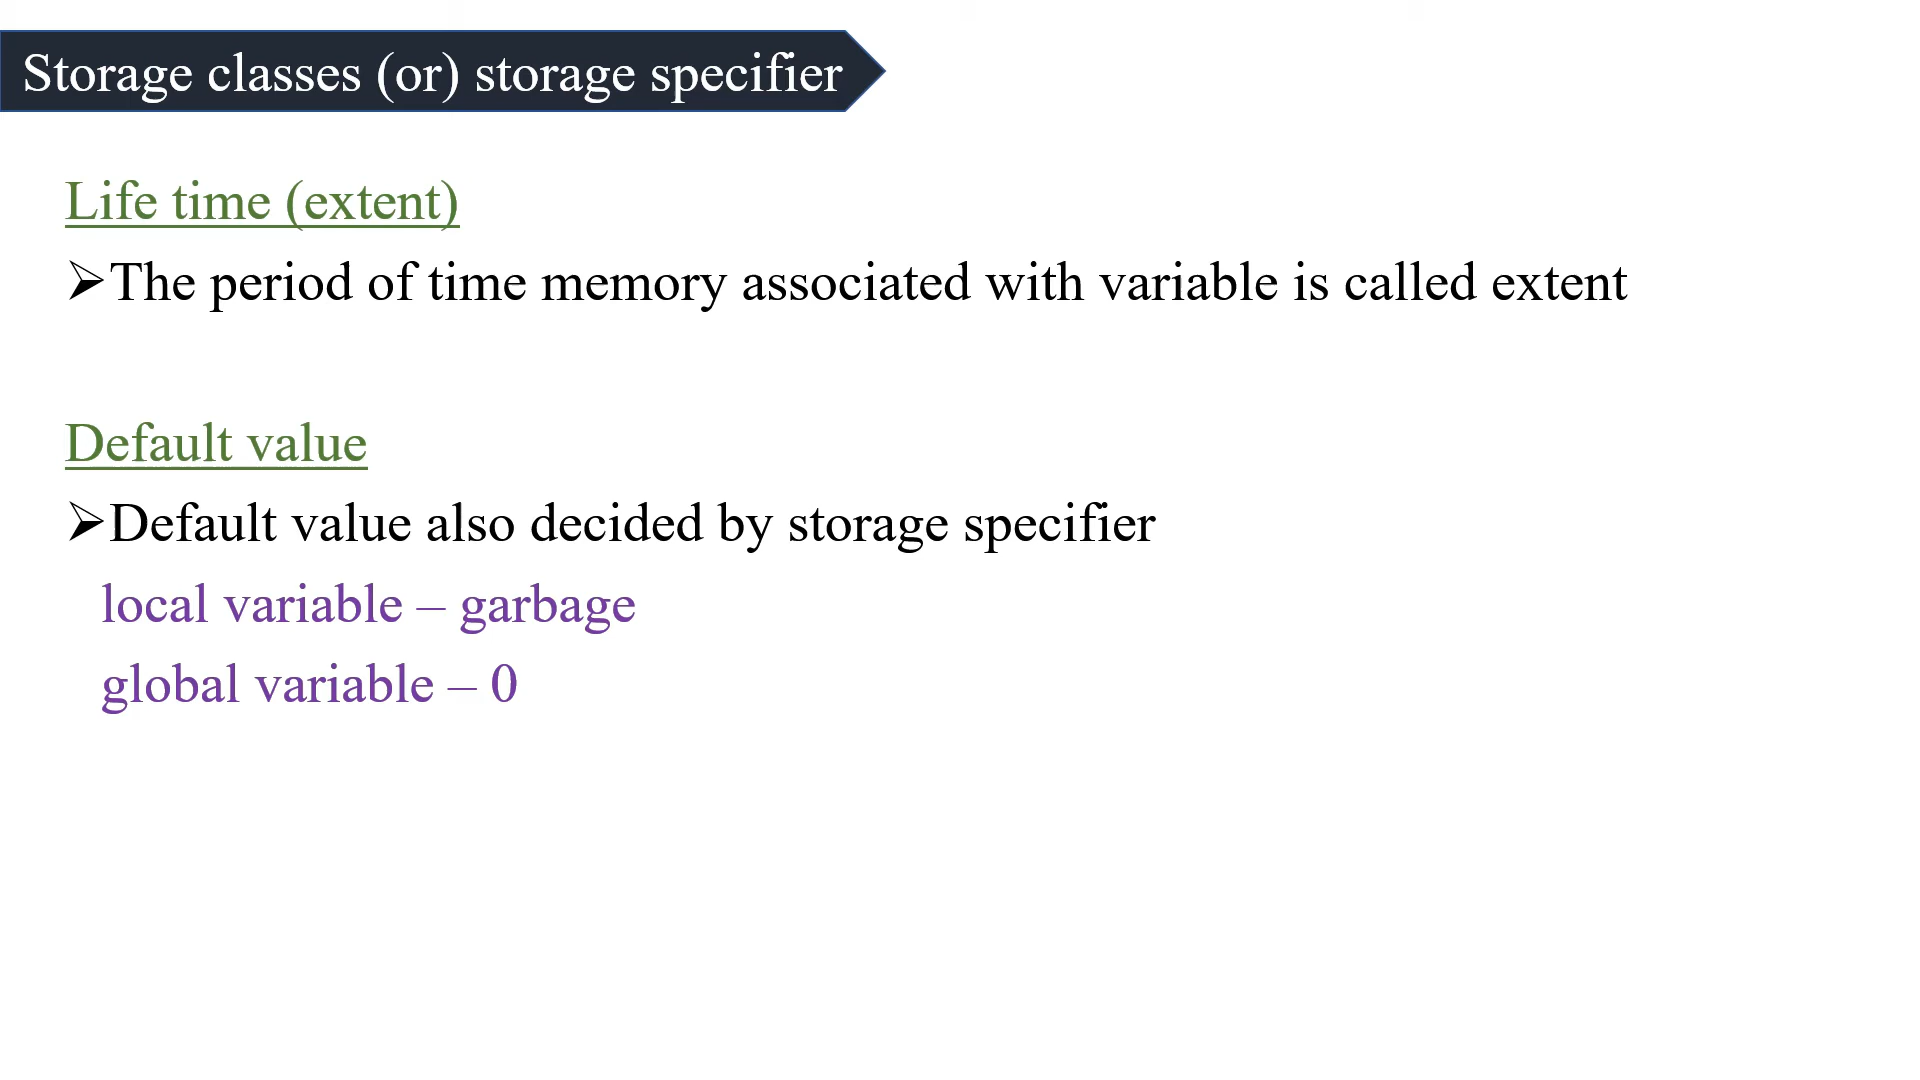 Storage classes (or) storage specifier
Life time (extent)
➢The period of time memory associated with variable is called extent
Default value
➢Default value also decided by storage specifier
local variable – garbage
global variable – 0